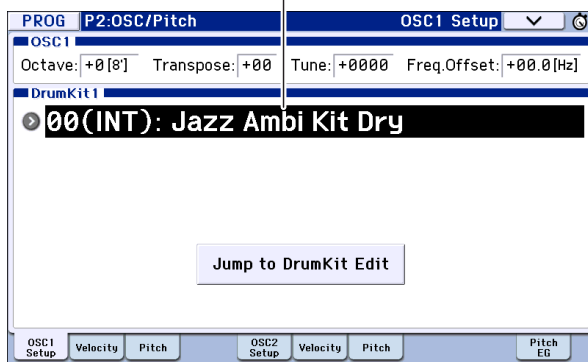 PROG P2:OSC/Pitch OSC1 Setup
OSC1
Octave: +0[8'] Transpose: +00 Tune: +0000 Freq.Offset: +00.0[Hz]
DrumKit1
00(INT): Jazz Ambi Kit Dry
Jump to DrumKit Edit
OSC1 Setup Velocity Pitch OSC2 Setup Velocity Pitch Pitch EG